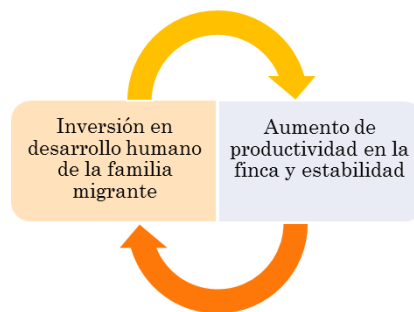 Inversión en
desarrollo humano
de la familia
migrante
Aumento de
productividad en la
finca y estabilidad